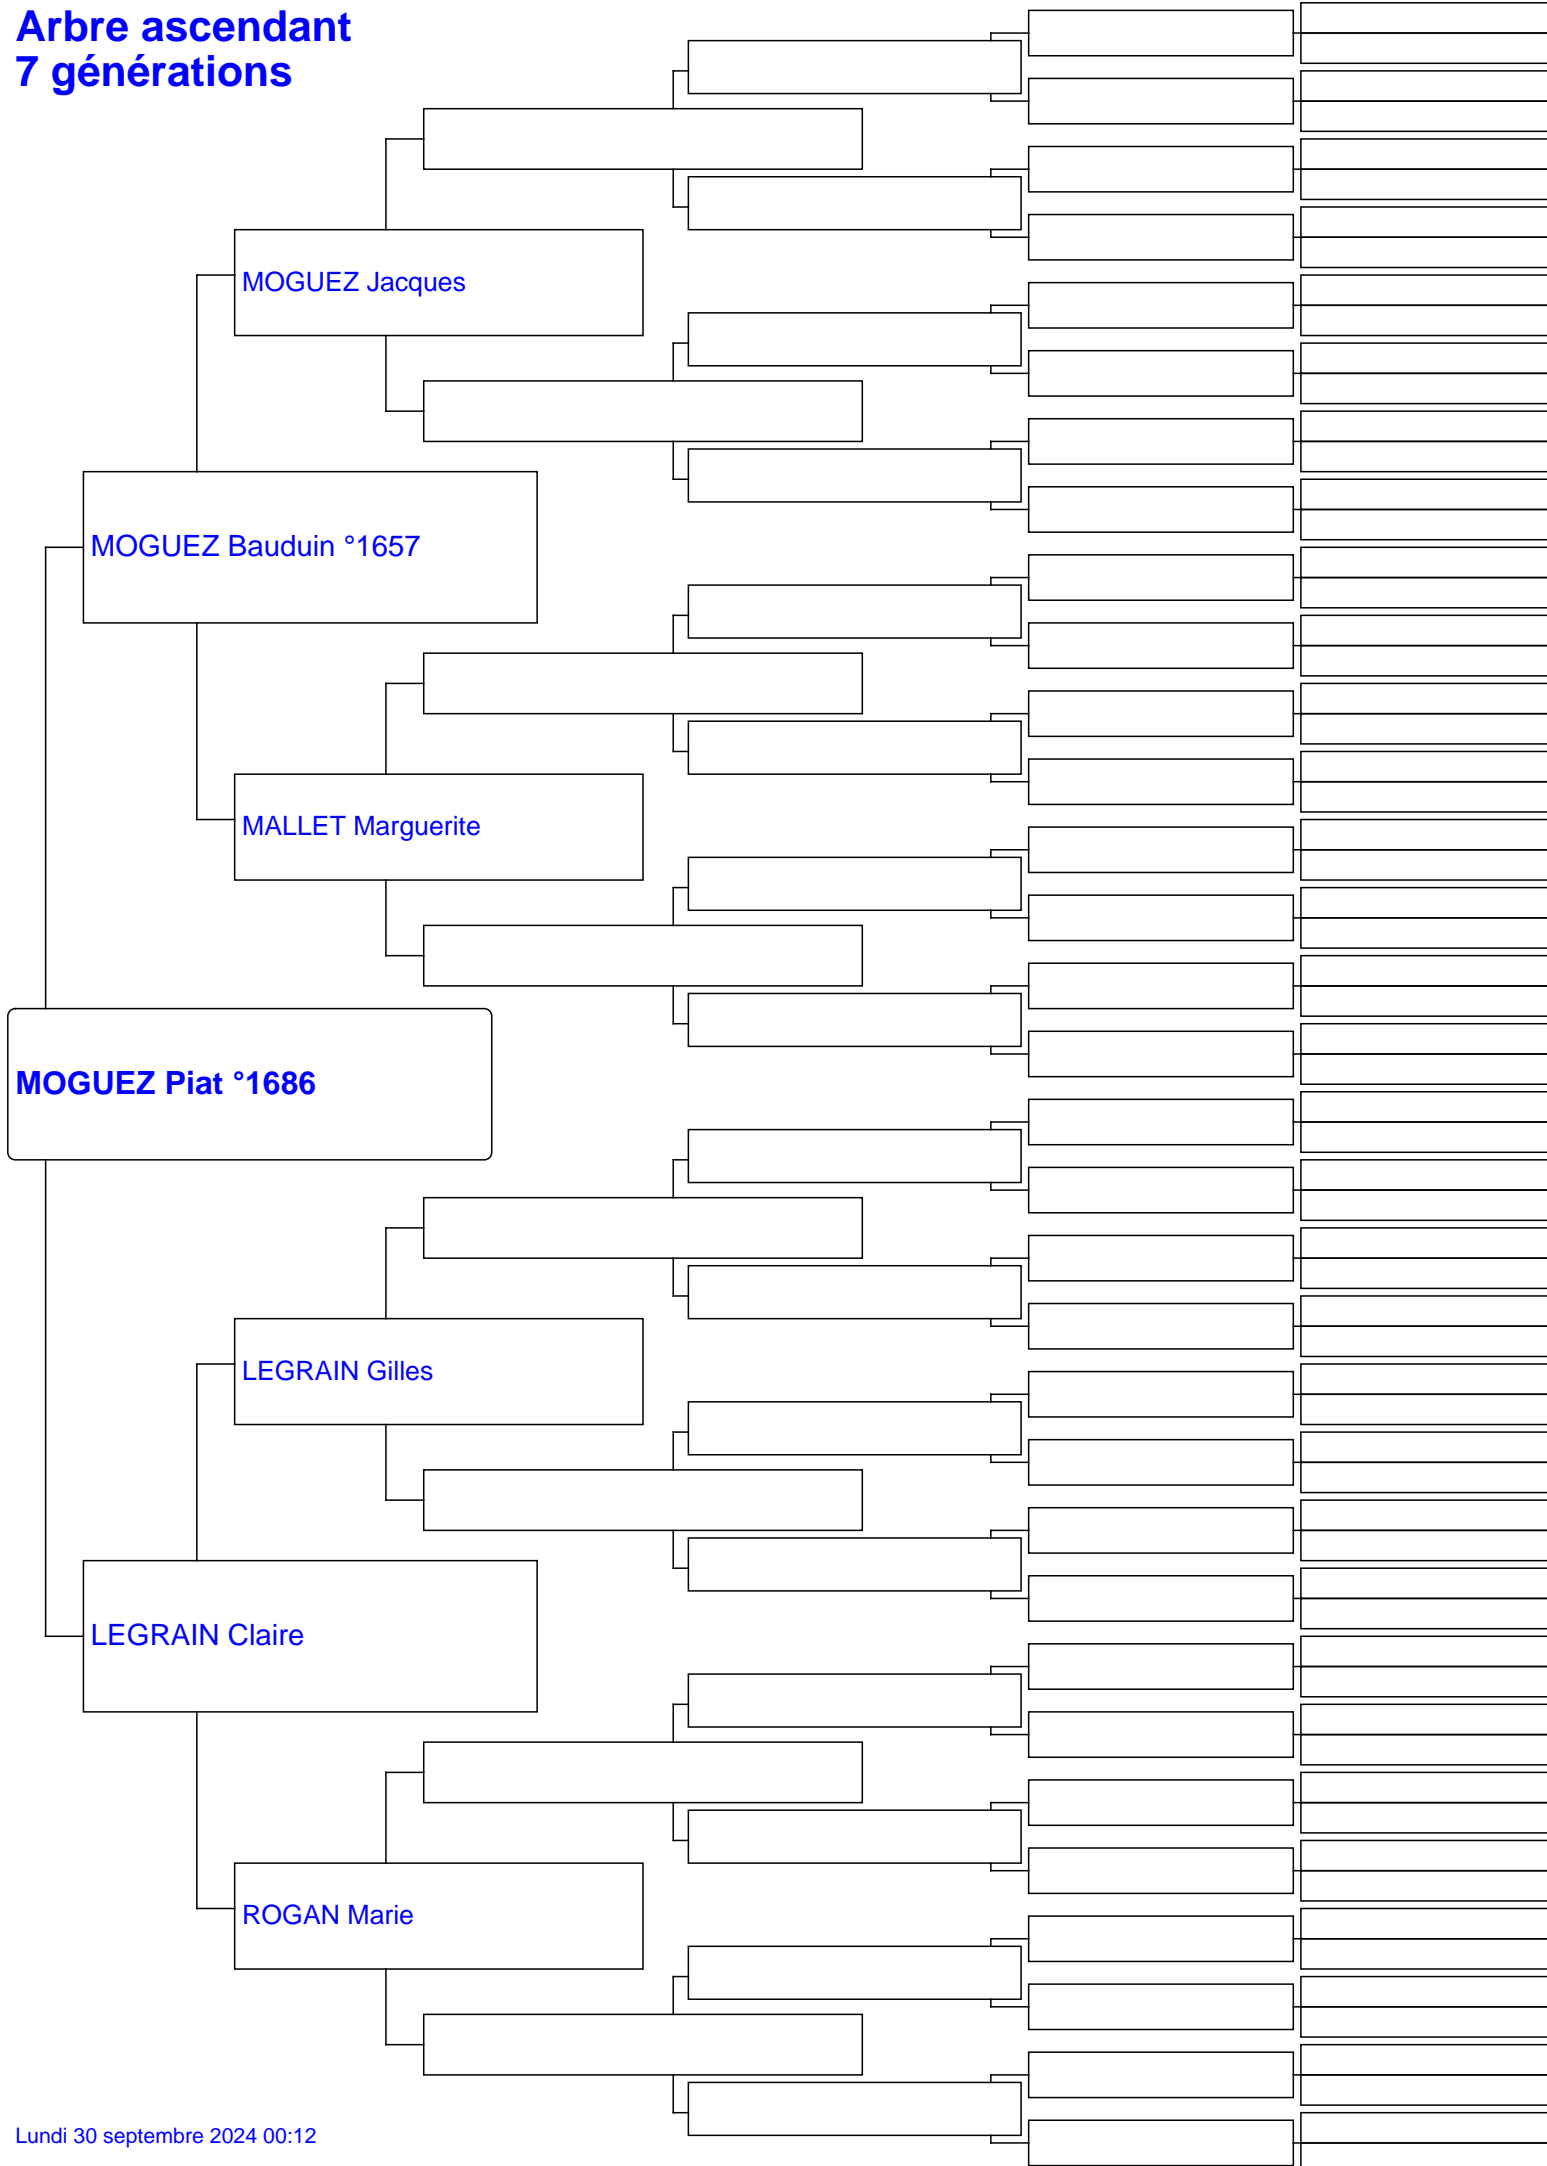 Arbre ascendant
7 générations
MOGUEZ Jacques
MOGUEZ Bauduin °1657
MALLET Marguerite
MOGUEZ Piat °1686
LEGRAIN Gilles
LEGRAIN Claire
ROGAN Marie
Lundi 30 septembre 2024 00:12